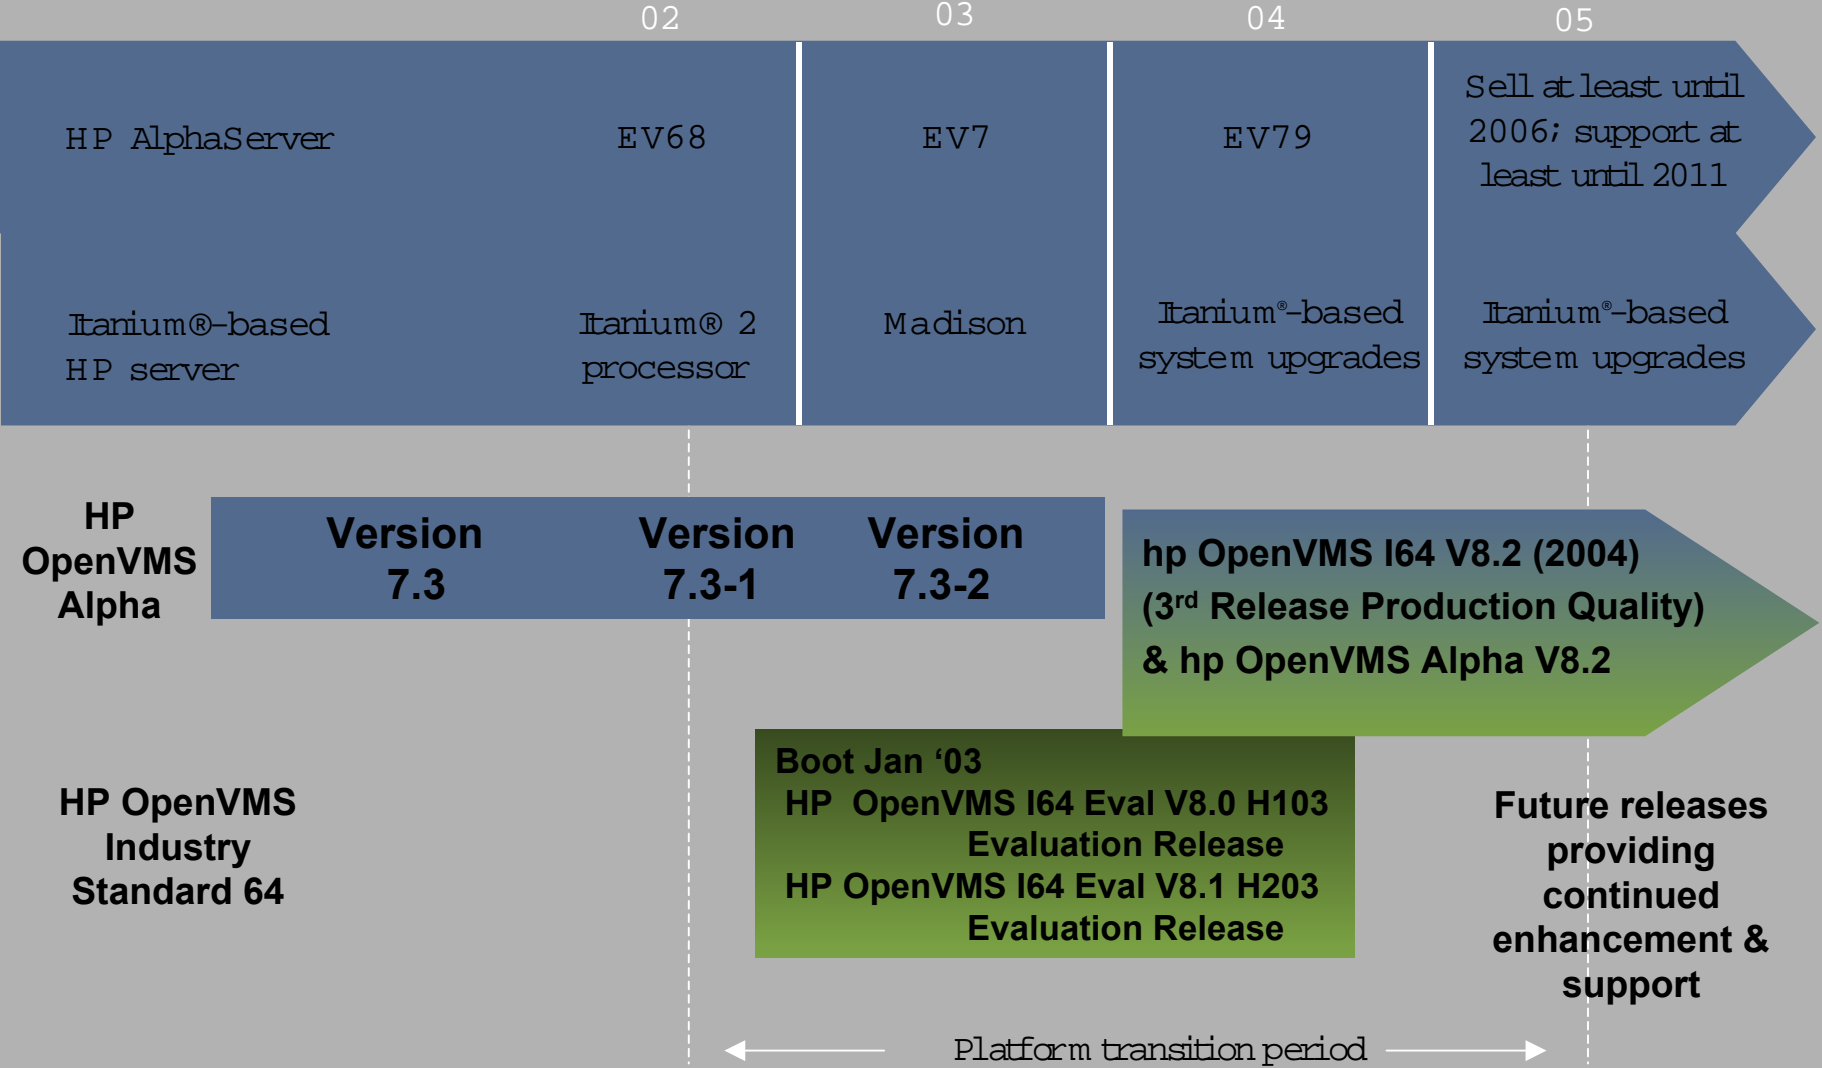 02
03
04
05
HP AlphaServer
EV68
EV7
EV79
Sell at least until
2006; support at
least until 2011
Itanium®-based
HP server
Itanium® 2
processor
Madison
Itanium®-based
system upgrades
Itanium®-based
system upgrades
HP
OpenVMS
Alpha
Version
7.3
Version
7.3-1
Version
7.3-2
hp OpenVMS I64 V8.2 (2004)
(3rd Release Production Quality)
& hp OpenVMS Alpha V8.2
HP OpenVMS
Industry
Standard 64
Boot Jan ‘03
HP OpenVMS I64 Eval V8.0 H103
Evaluation Release
HP OpenVMS I64 Eval V8.1 H203
Evaluation Release
Future releases
providing
continued
enhancement &
support
Platform transition period